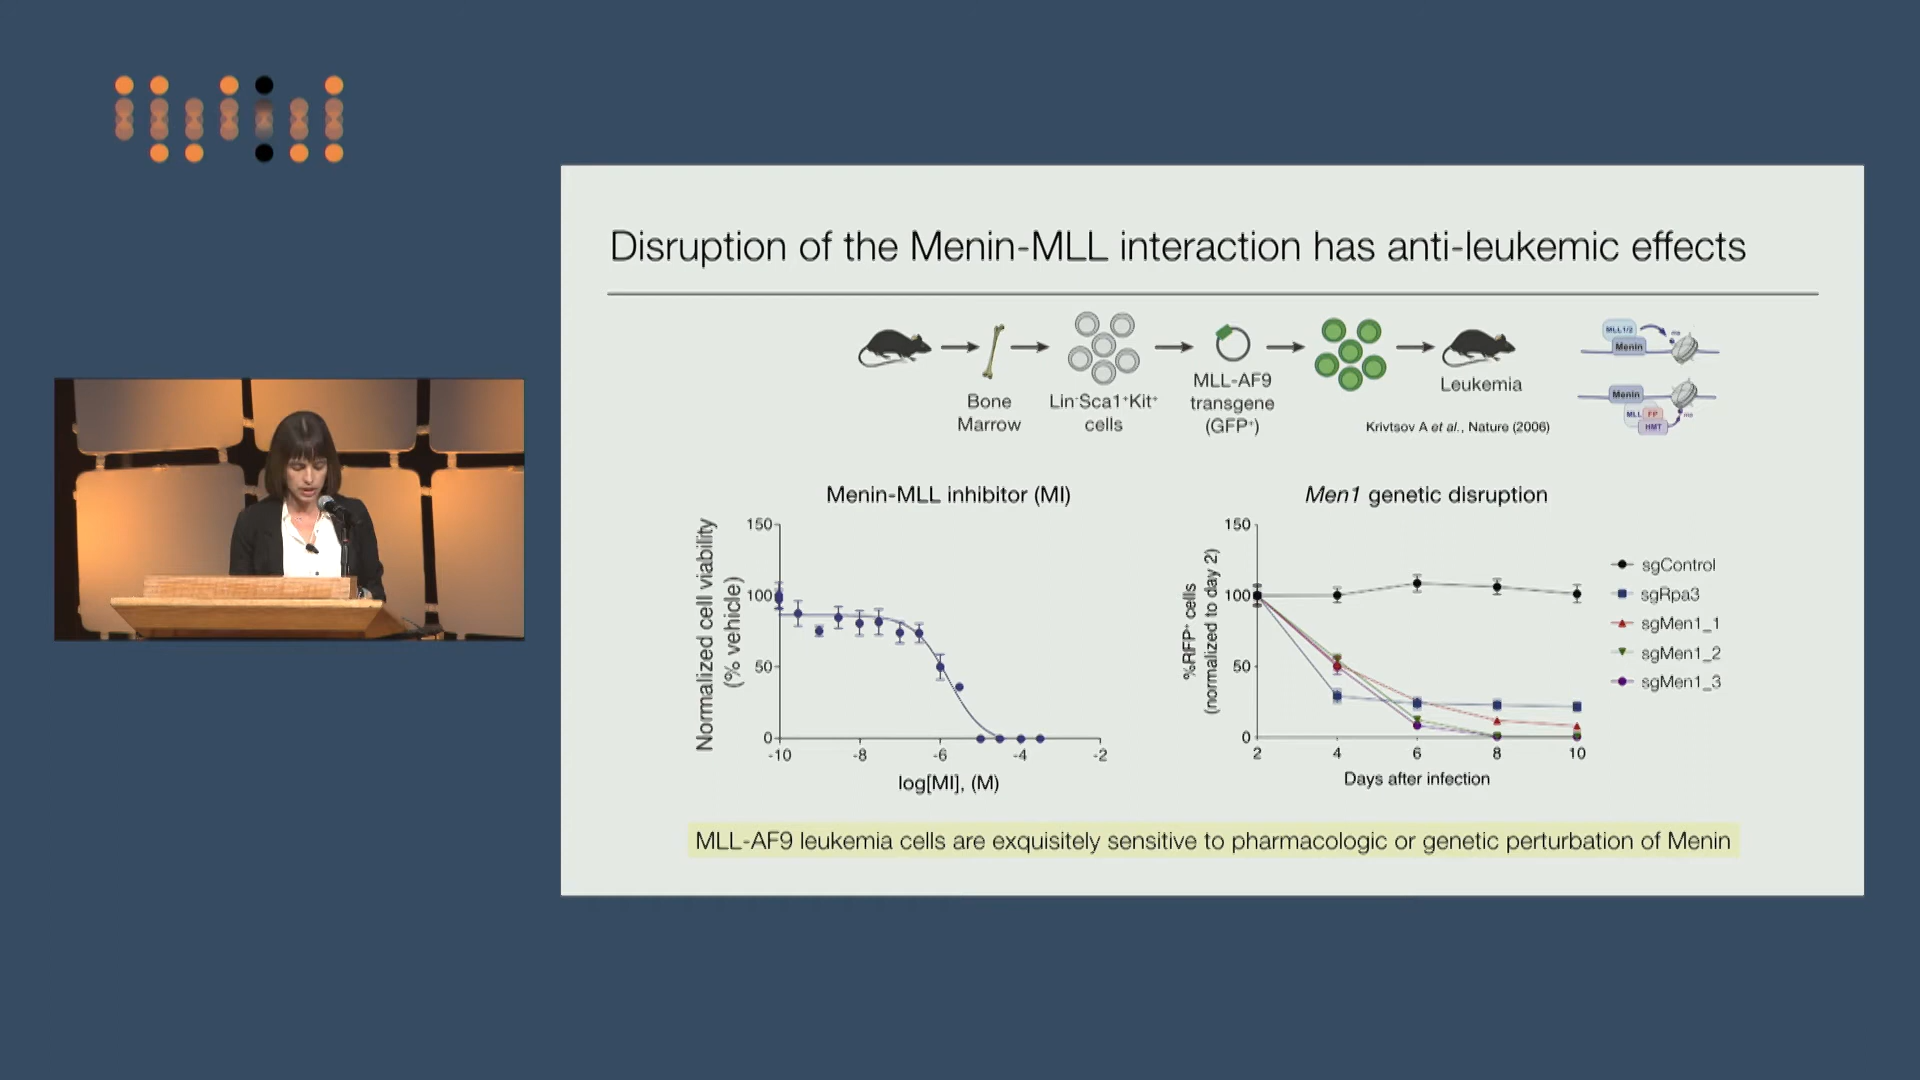 Disruption of the Menin-MLL interaction has anti-leukemic effects
Bone
Marrow
Lin⁻Sca1⁺Kit⁺
cells
MLL-AF9
transgene
(GFP⁺)
Leukemia
Krivtsov A et al., Nature (2006)
MLL1/2
me
Menin
Menin
MLL FP
me
HMT
Menin-MLL inhibitor (MI)
Normalized cell viability
(% vehicle)
150
100
50
0
-10 -8 -6 -4 -2
log[MI], (M)
Men1 genetic disruption
%RFP⁺ cells
(normalized to day 2)
150
100
50
0
2 4 6 8 10
Days after infection
sgControl
sgRpa3
sgMen1_1
sgMen1_2
sgMen1_3
MLL-AF9 leukemia cells are exquisitely sensitive to pharmacologic or genetic perturbation of Menin